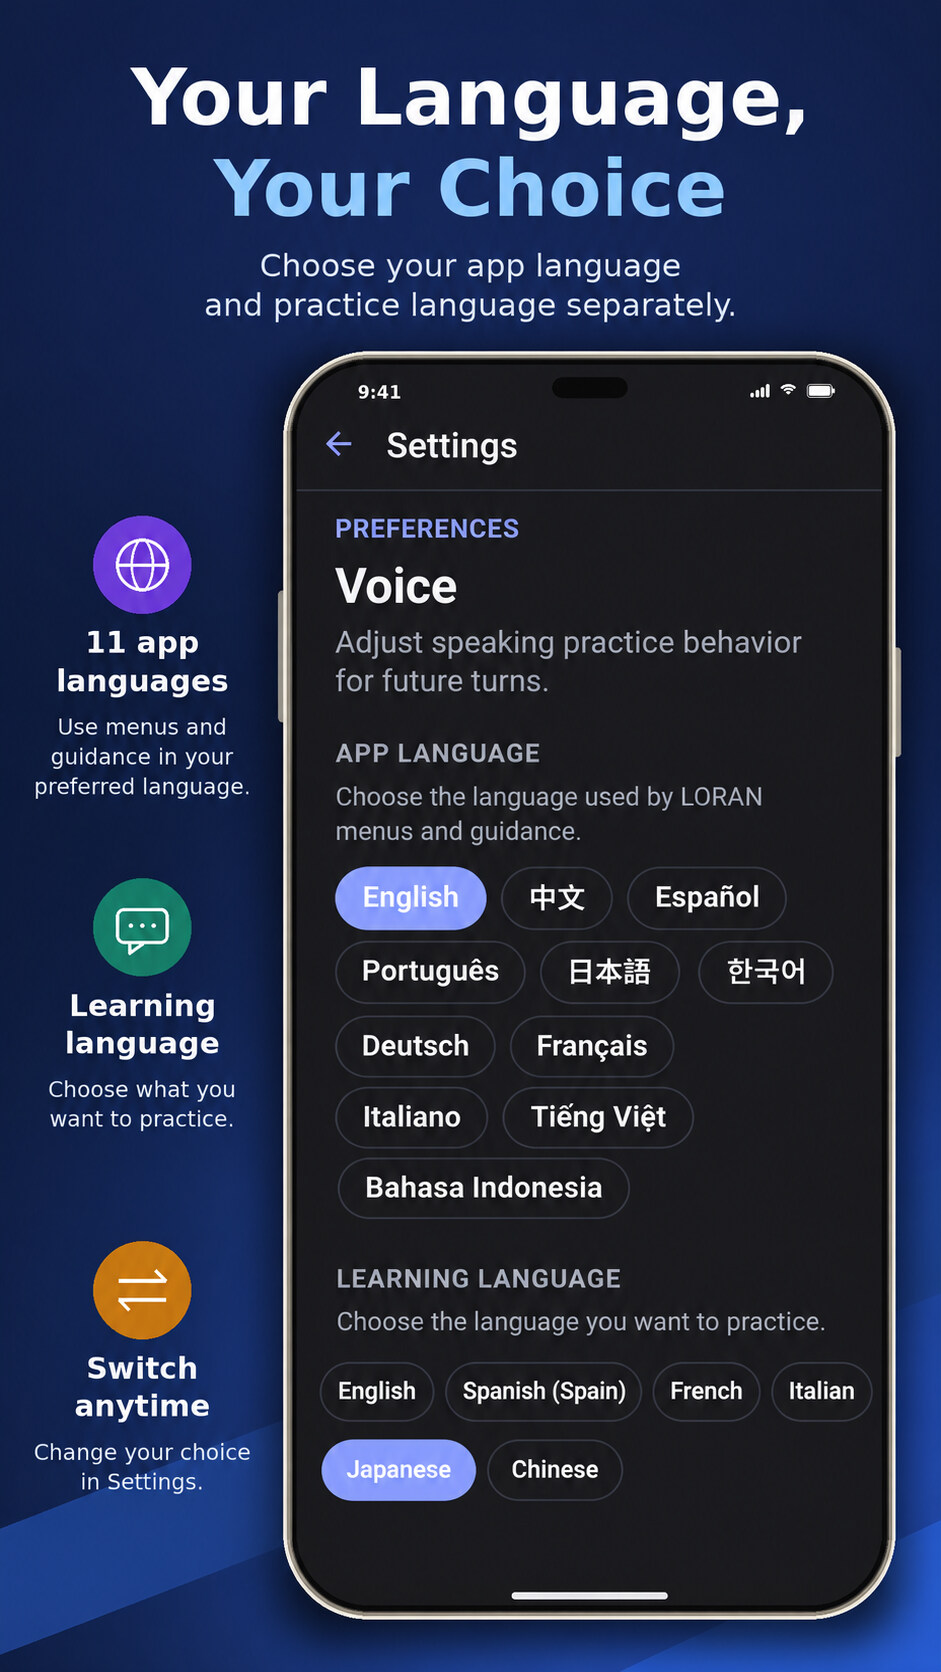 Your Language,
Your Choice
Choose your app language
and practice language separately.
9:41
Settings
PREFERENCES
Voice
Adjust speaking practice behavior
for future turns.
APP LANGUAGE
Choose the language used by LORAN
menus and guidance.
English 中文 Español
Português 日本語 한국어
Deutsch Français
Italiano Tiếng Việt
Bahasa Indonesia
LEARNING LANGUAGE
Choose the language you want to practice.
English Spanish (Spain) French Italian
Japanese Chinese
11 app
languages
Use menus and
guidance in your
preferred language.
Learning
language
Choose what you
want to practice.
Switch
anytime
Change your choice
in Settings.